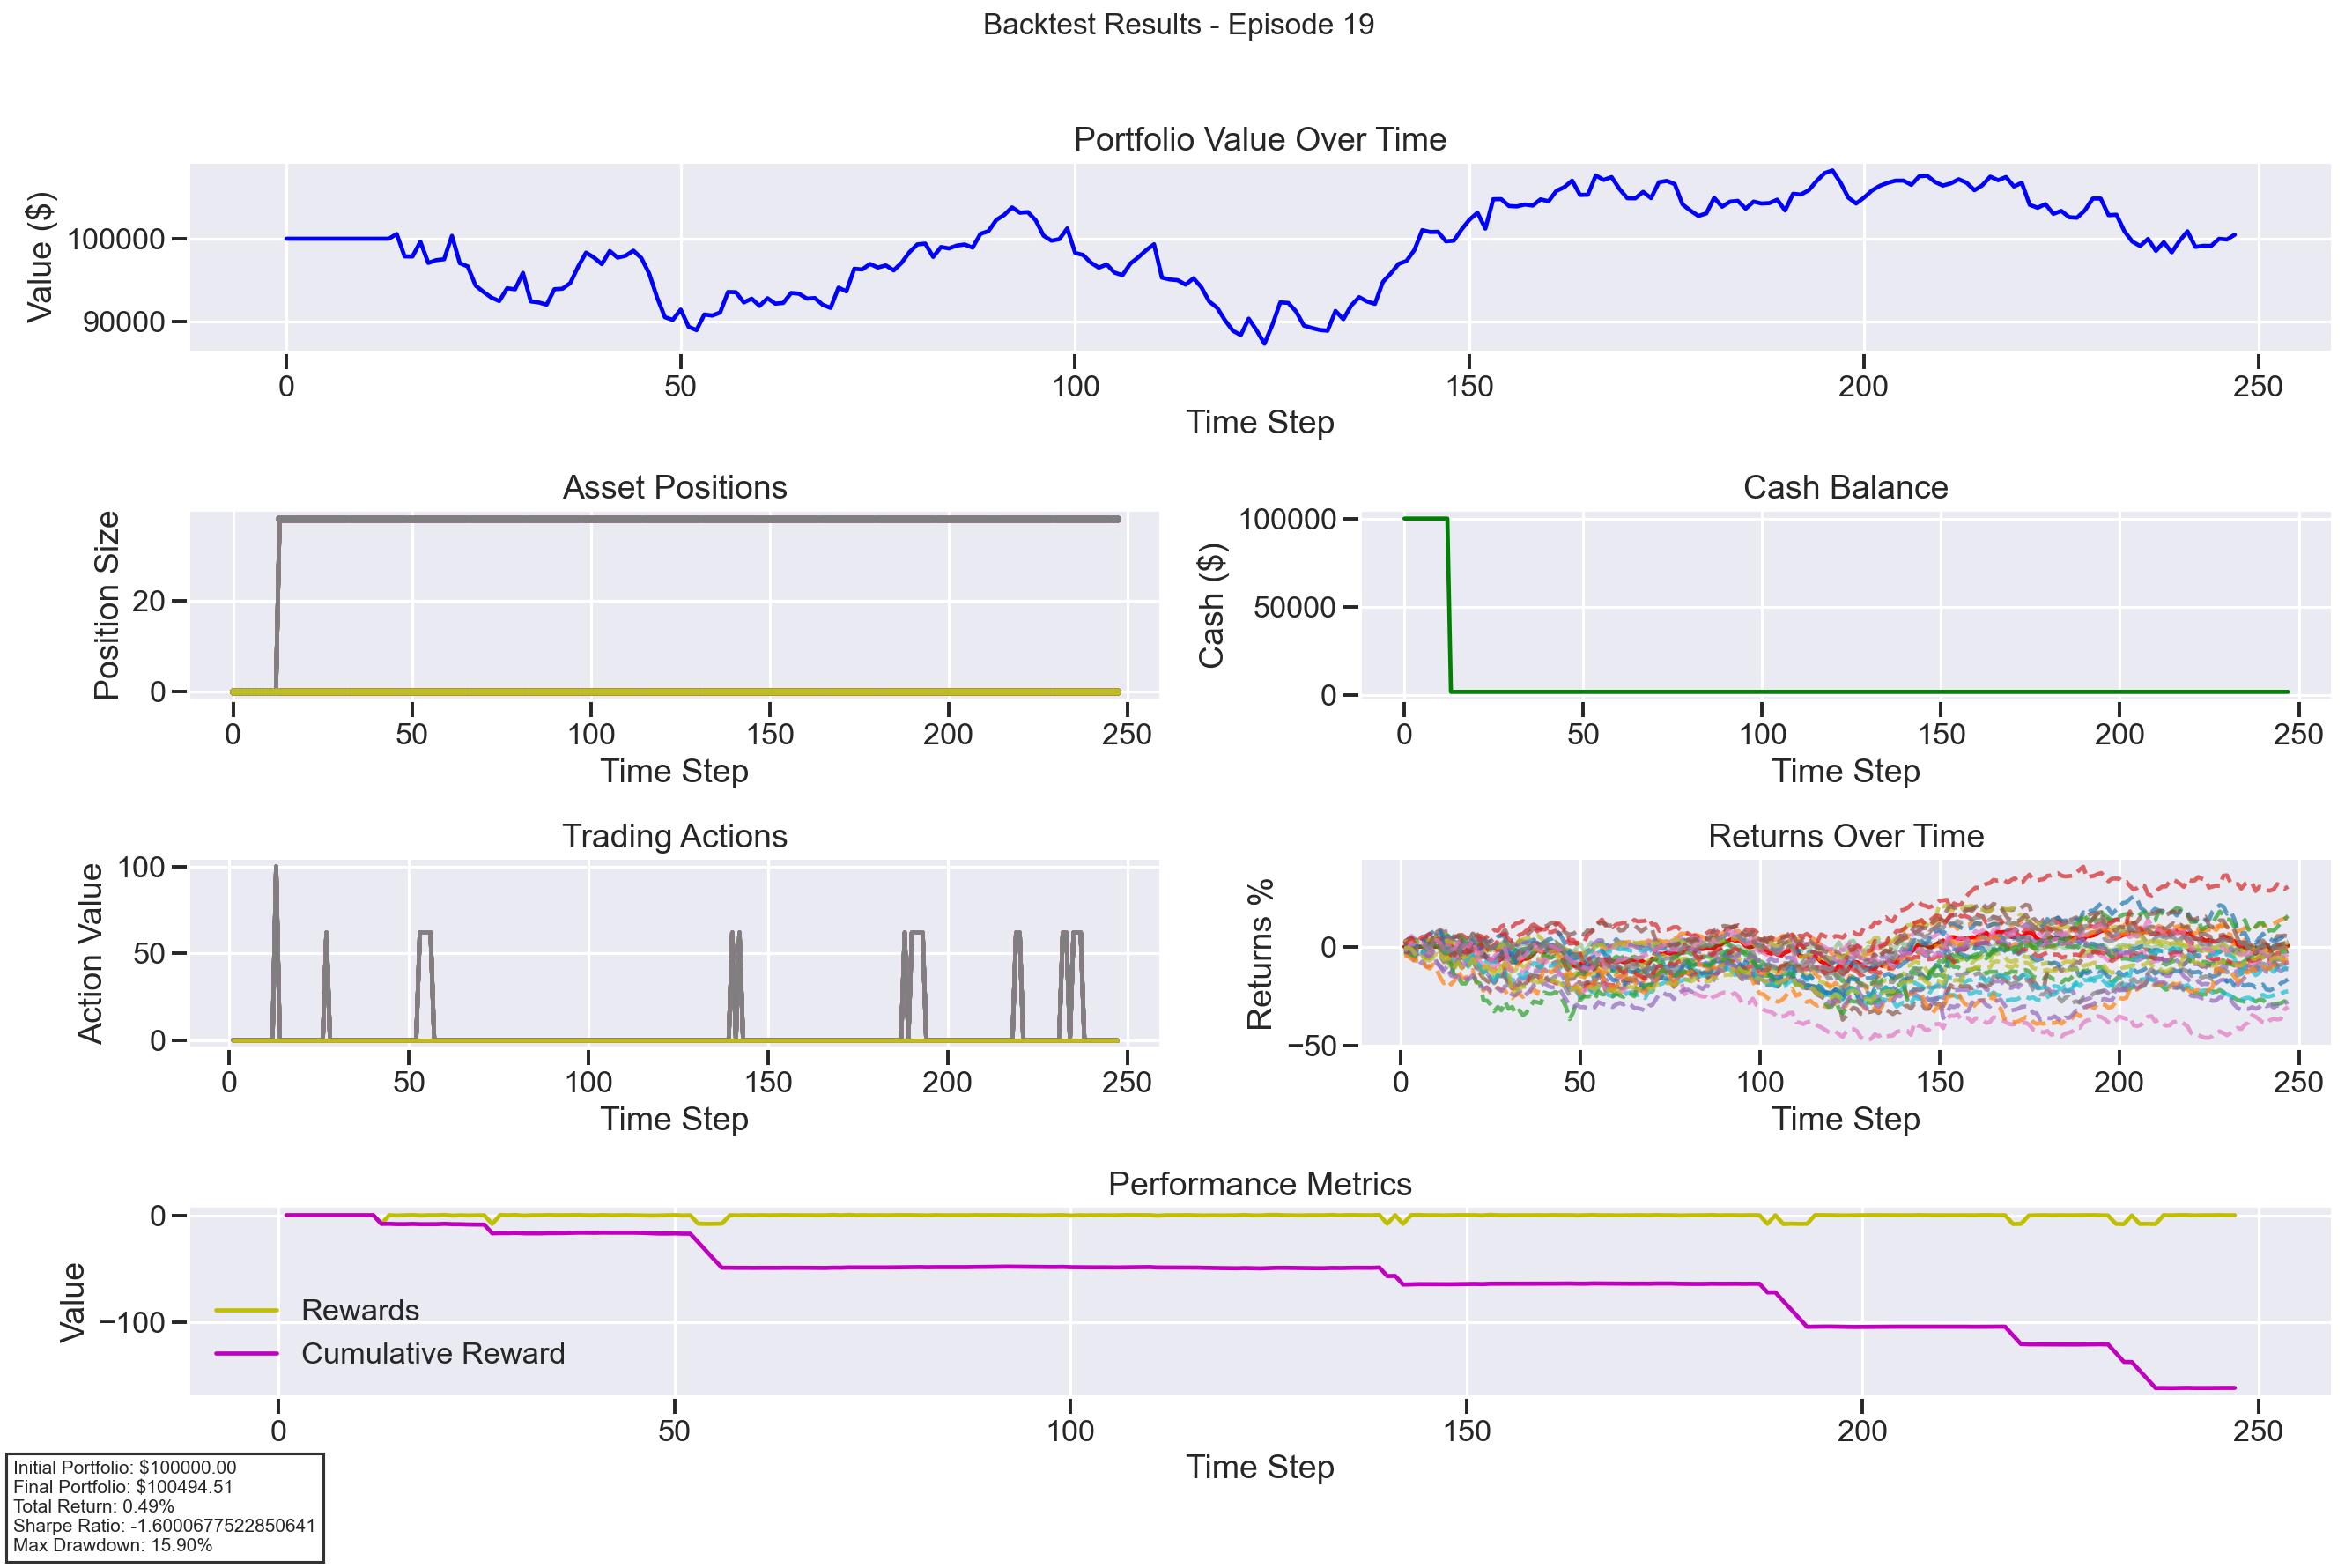 Backtest Results - Episode 19
Portfolio Value Over Time
Value ($)
100000
90000
0 50 100 150 200 250
Time Step
Asset Positions
Position Size
20
0
0 50 100 150 200 250
Time Step
Cash Balance
Cash ($)
100000
50000
0
0 50 100 150 200 250
Time Step
Trading Actions
Action Value
100
50
0
0 50 100 150 200 250
Time Step
Returns Over Time
Returns %
0
−50
0 50 100 150 200 250
Time Step
Performance Metrics
Value
0
−100
Rewards
Cumulative Reward
0 50 100 150 200 250
Time Step
Initial Portfolio: $100000.00
Final Portfolio: $100494.51
Total Return: 0.49%
Sharpe Ratio: -1.6000677522850641
Max Drawdown: 15.90%